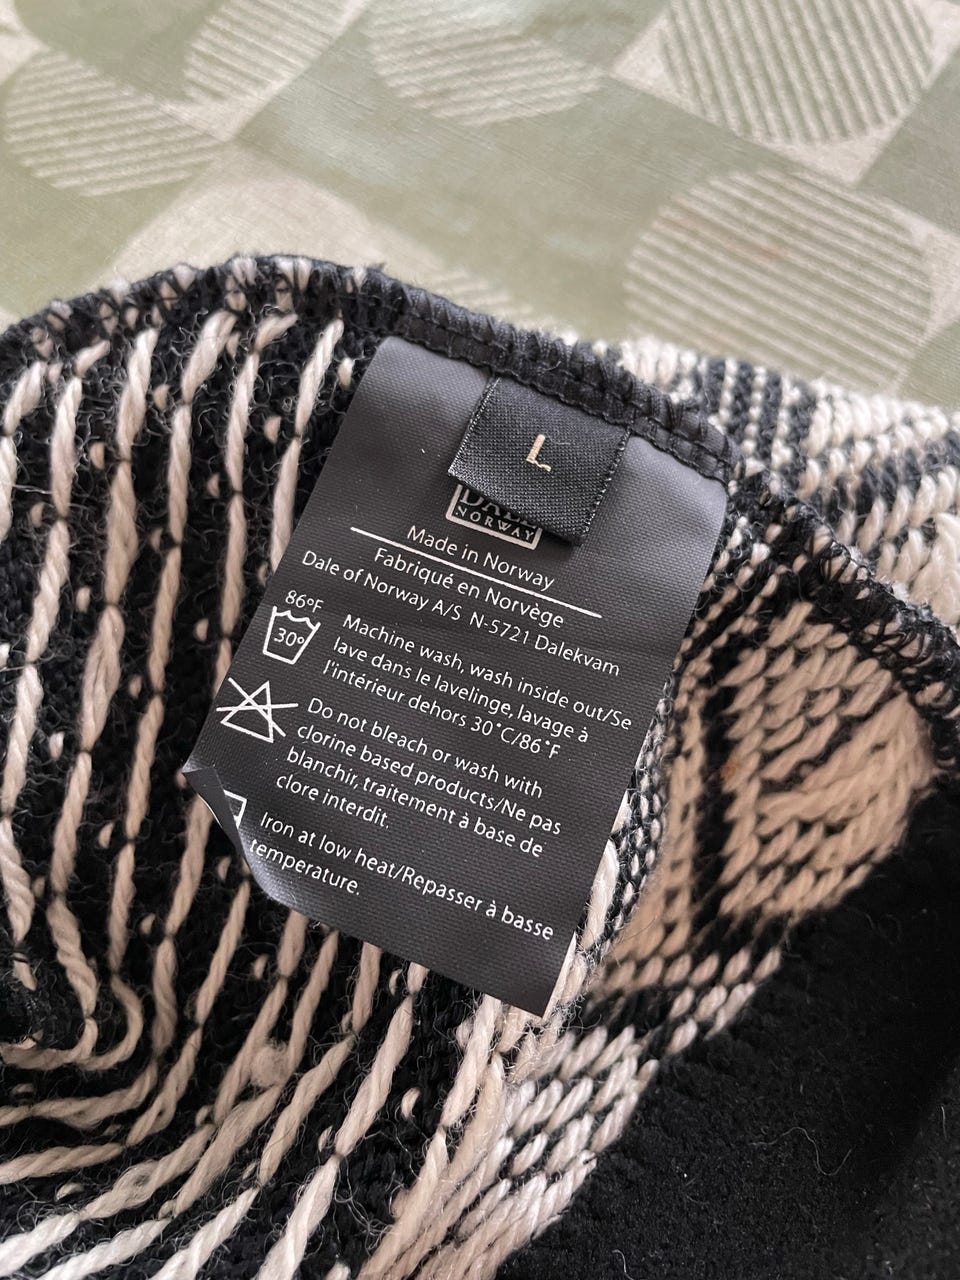 L
NORWAY
Made in Norway
Fabriqué en Norvège
Dale of Norway A/S N-5721 Dalekvam
86°F
30°
Machine wash, wash inside out/Se
lave dans le lavelinge, lavage à
l'intérieur dehors 30°C/86°F
Do not bleach or wash with
clorine based products/Ne pas
blanchir, traitement à base de
clore interdit.
Iron at low heat/Repasser à basse
temperature.